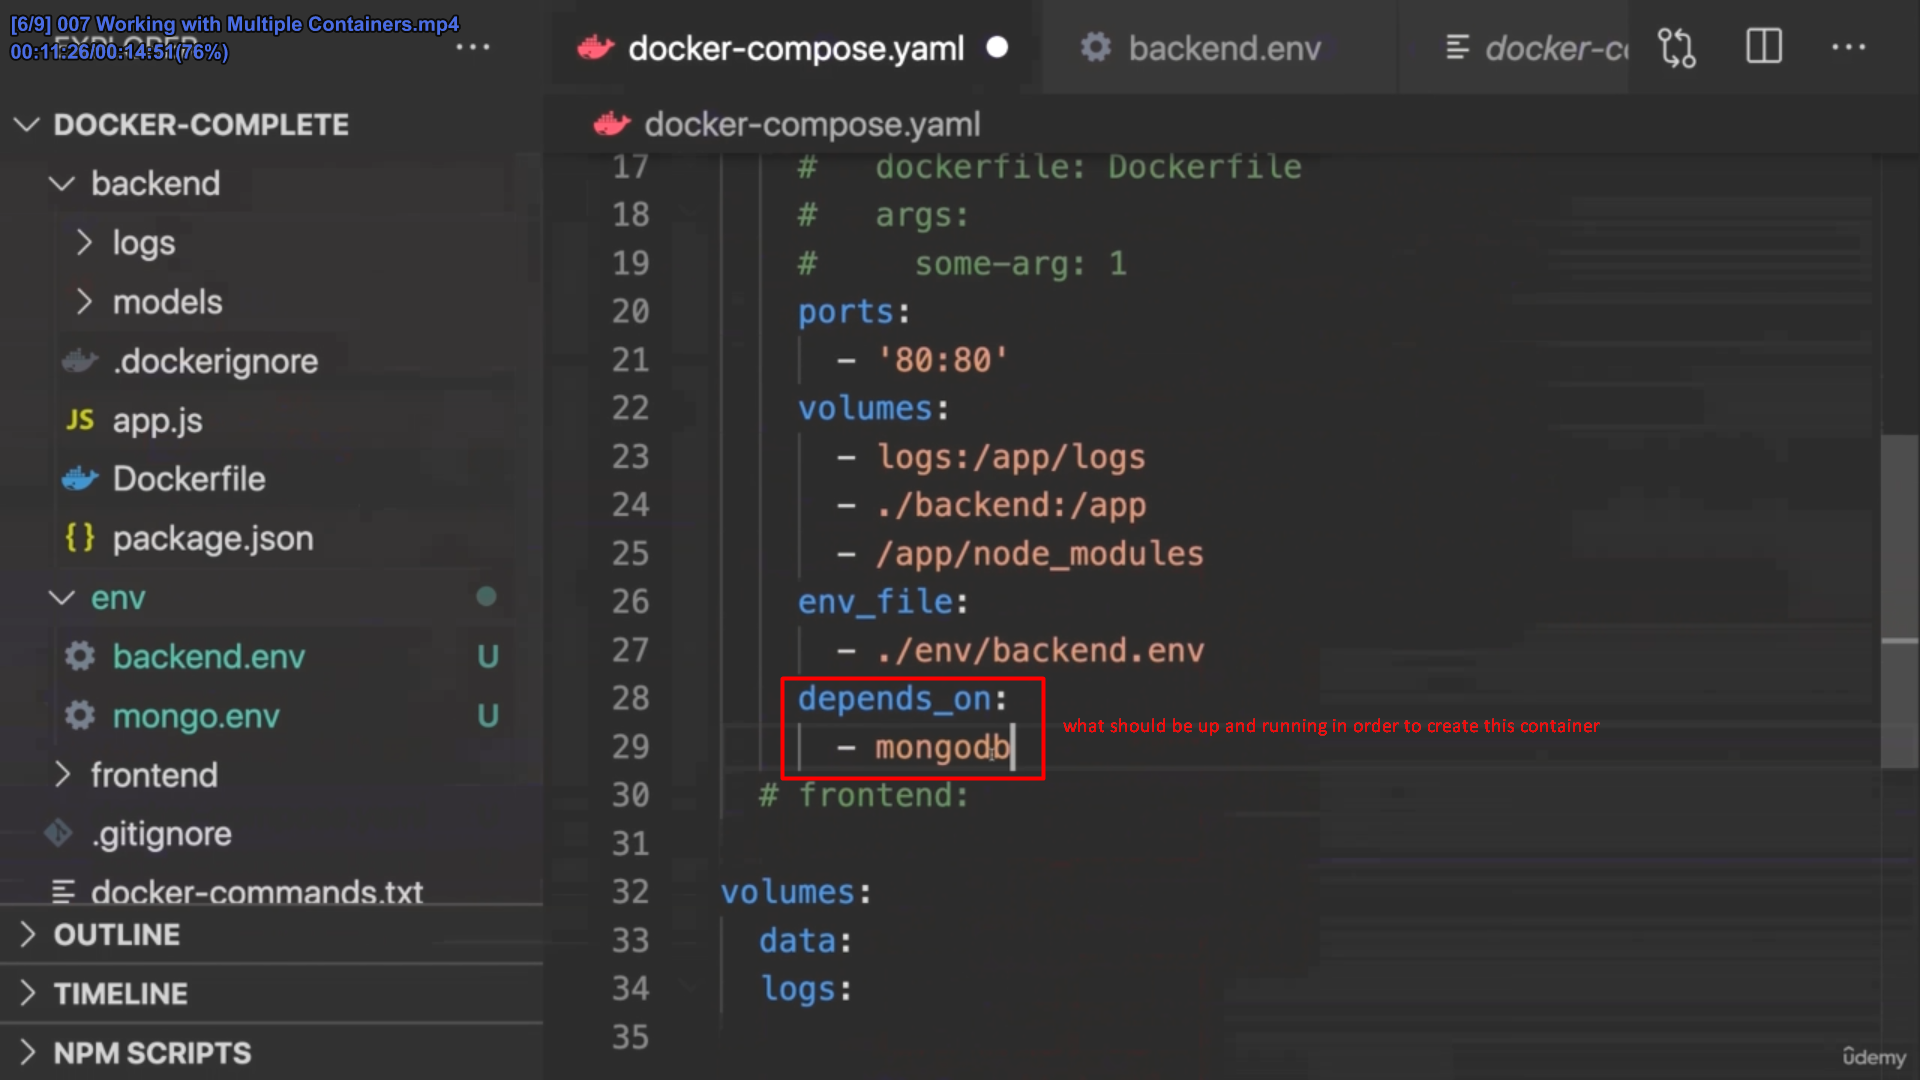 [6/9] 007 Working with Multiple Containers.mp4
00:11:26/00:14:51(76%)
EXPLORER
docker-compose.yaml
backend.env
docker-co
docker-compose.yaml
DOCKER-COMPLETE
backend
logs
models
.dockerignore
JS app.js
Dockerfile
{} package.json
env
backend.env U
mongo.env U
frontend
.gitignore
docker-commands.txt
OUTLINE
TIMELINE
NPM SCRIPTS
17 # dockerfile: Dockerfile
18 # args:
19 # some-arg: 1
20 ports:
21 - '80:80'
22 volumes:
23 - logs:/app/logs
24 - ./backend:/app
25 - /app/node_modules
26 env_file:
27 - ./env/backend.env
28 depends_on:
29 - mongodb
what should be up and running in order to create this container
30 # frontend:
31
32 volumes:
33 data:
34 logs:
35
ûdemy